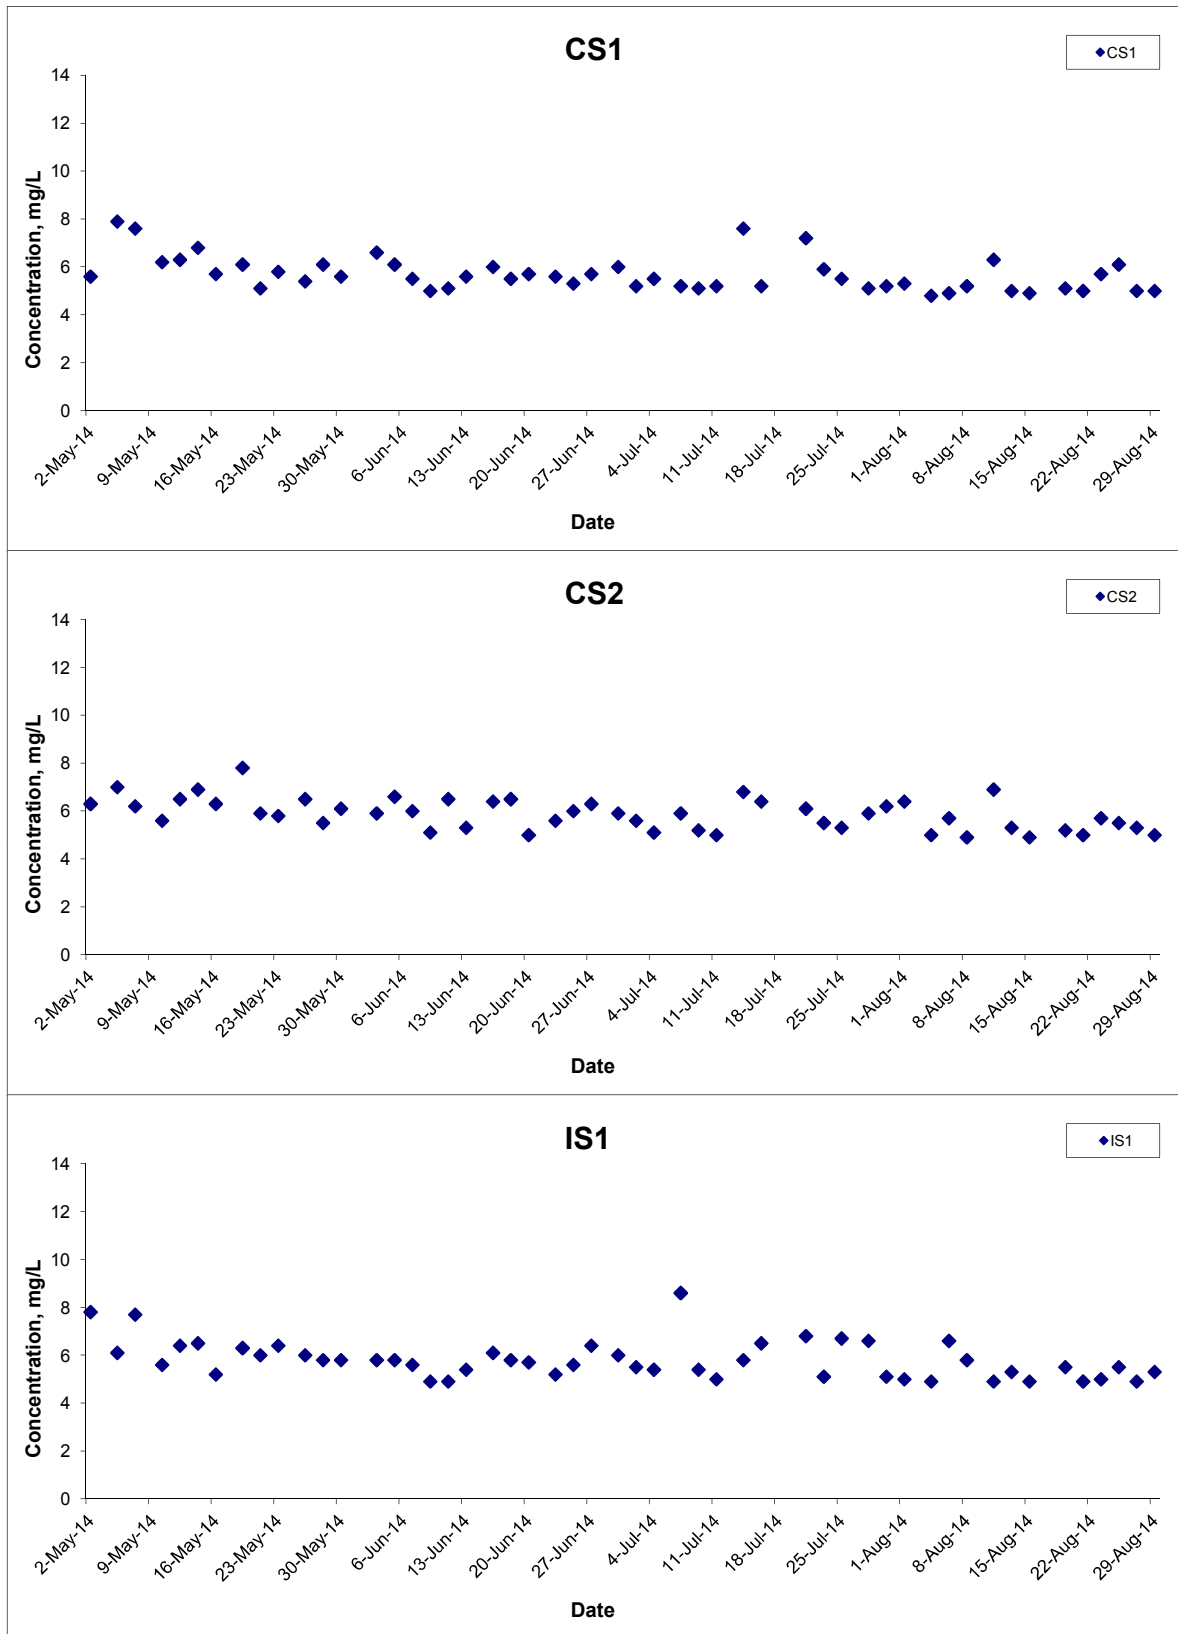 CS1
CS1
Concentration, mg/L
14
12
10
8
6
4
2
0
2-May-14
9-May-14
16-May-14
23-May-14
30-May-14
6-Jun-14
13-Jun-14
20-Jun-14
27-Jun-14
4-Jul-14
11-Jul-14
18-Jul-14
25-Jul-14
1-Aug-14
8-Aug-14
15-Aug-14
22-Aug-14
29-Aug-14
Date
CS2
CS2
Concentration, mg/L
14
12
10
8
6
4
2
0
2-May-14
9-May-14
16-May-14
23-May-14
30-May-14
6-Jun-14
13-Jun-14
20-Jun-14
27-Jun-14
4-Jul-14
11-Jul-14
18-Jul-14
25-Jul-14
1-Aug-14
8-Aug-14
15-Aug-14
22-Aug-14
29-Aug-14
Date
IS1
IS1
Concentration, mg/L
14
12
10
8
6
4
2
0
2-May-14
9-May-14
16-May-14
23-May-14
30-May-14
6-Jun-14
13-Jun-14
20-Jun-14
27-Jun-14
4-Jul-14
11-Jul-14
18-Jul-14
25-Jul-14
1-Aug-14
8-Aug-14
15-Aug-14
22-Aug-14
29-Aug-14
Date